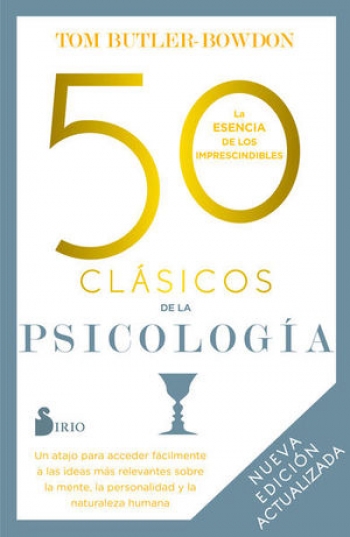 TOM BUTLER-BOWDON
50
La
ESENCIA
DE LOS
IMPRESCINDIBLES
CLÁSICOS
DE LA
PSICOLOGÍA
SIRIO
Un atajo para acceder fácilmente
a las ideas más relevantes sobre
la mente, la personalidad y la
naturaleza humana
NUEVA
EDICIÓN
ACTUALIZADA